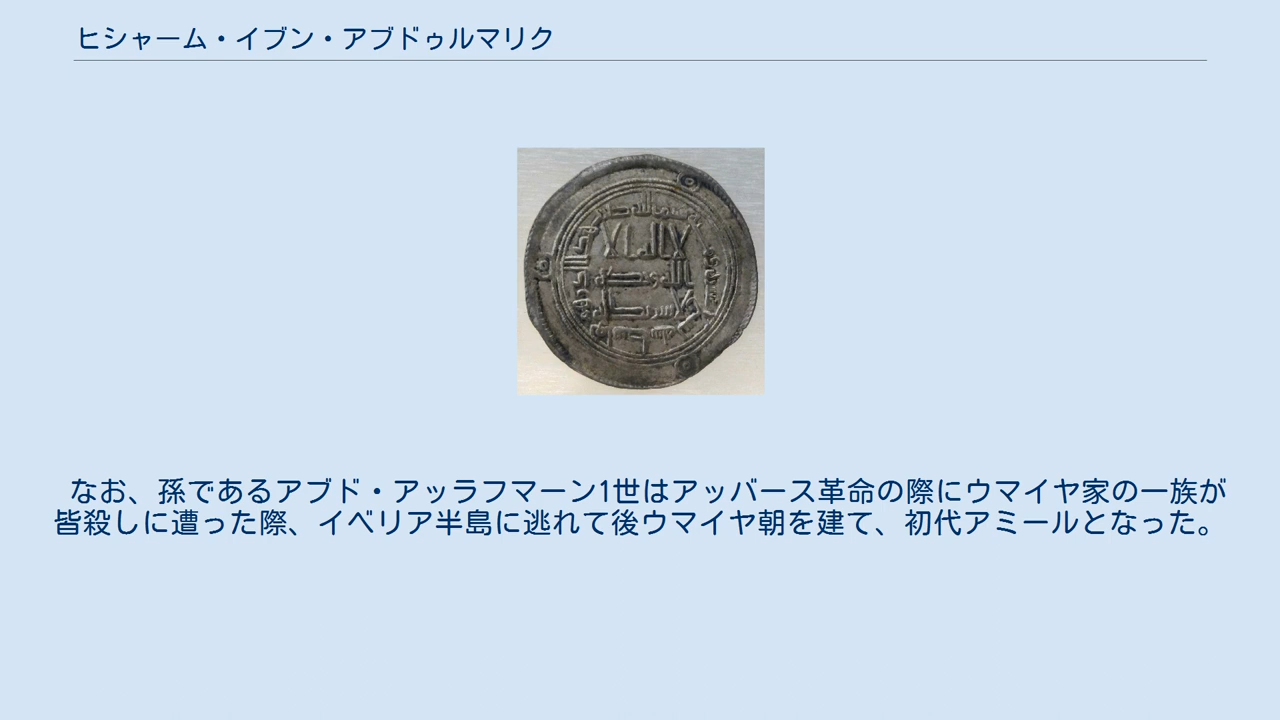 ヒシャーム・イブン・アブドゥルマリク
なお、孫であるアブド・アッラフマーン1世はアッバース革命の際にウマイヤ家の一族が
皆殺しに遭った際、イベリア半島に逃れて後ウマイヤ朝を建て、初代アミールとなった。